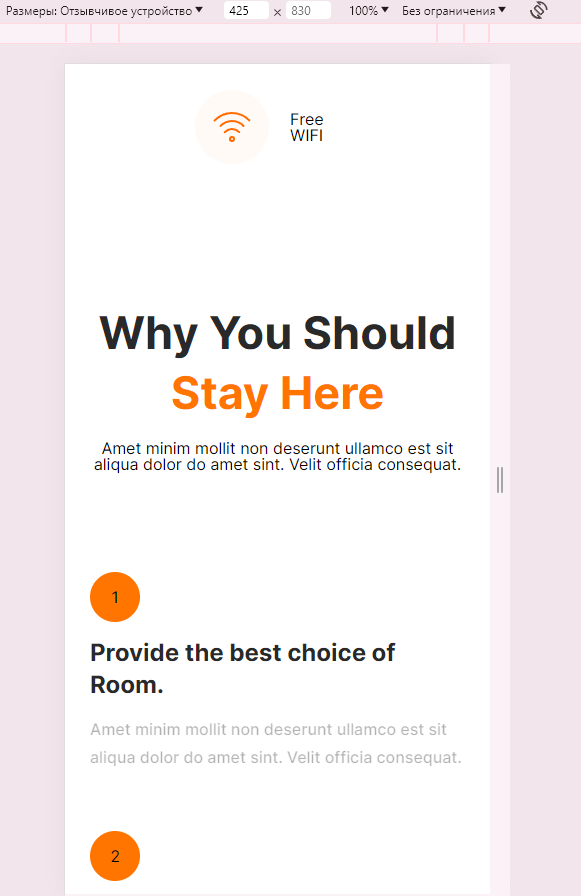 Размеры: Отзывчивое устройство ▼ 425 × 830 100% ▼ Без ограничения ▼
Free
WIFI
Why You Should
Stay Here
Amet minim mollit non deserunt ullamco est sit
aliqua dolor do amet sint. Velit officia consequat.
1
Provide the best choice of
Room.
Amet minim mollit non deserunt ullamco est sit
aliqua dolor do amet sint. Velit officia consequat.
2